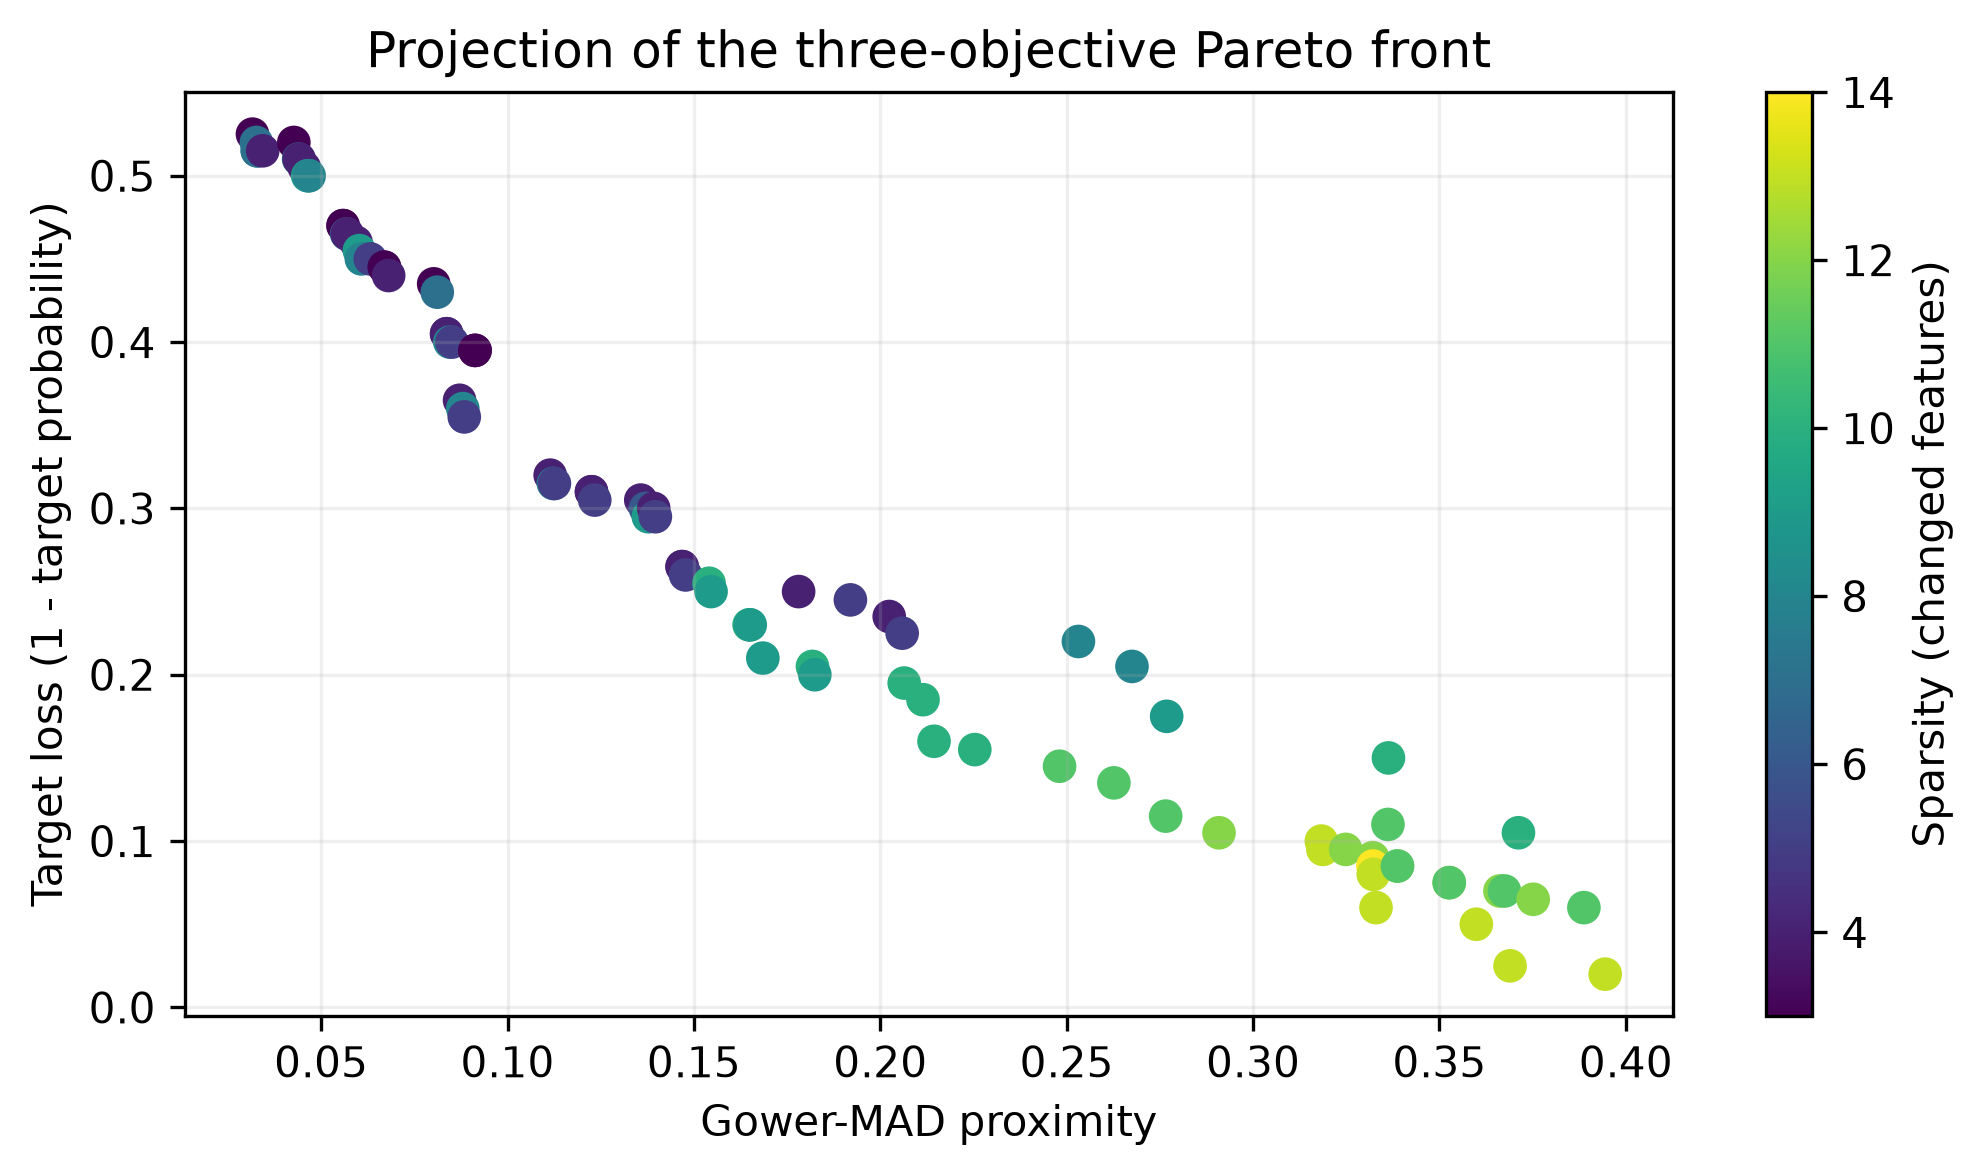 Projection of the three-objective Pareto front
Target loss (1 - target probability)
0.5
0.4
0.3
0.2
0.1
0.0
0.05 0.10 0.15 0.20 0.25 0.30 0.35 0.40
Gower-MAD proximity
14
12
10
8
6
4
Sparsity (changed features)